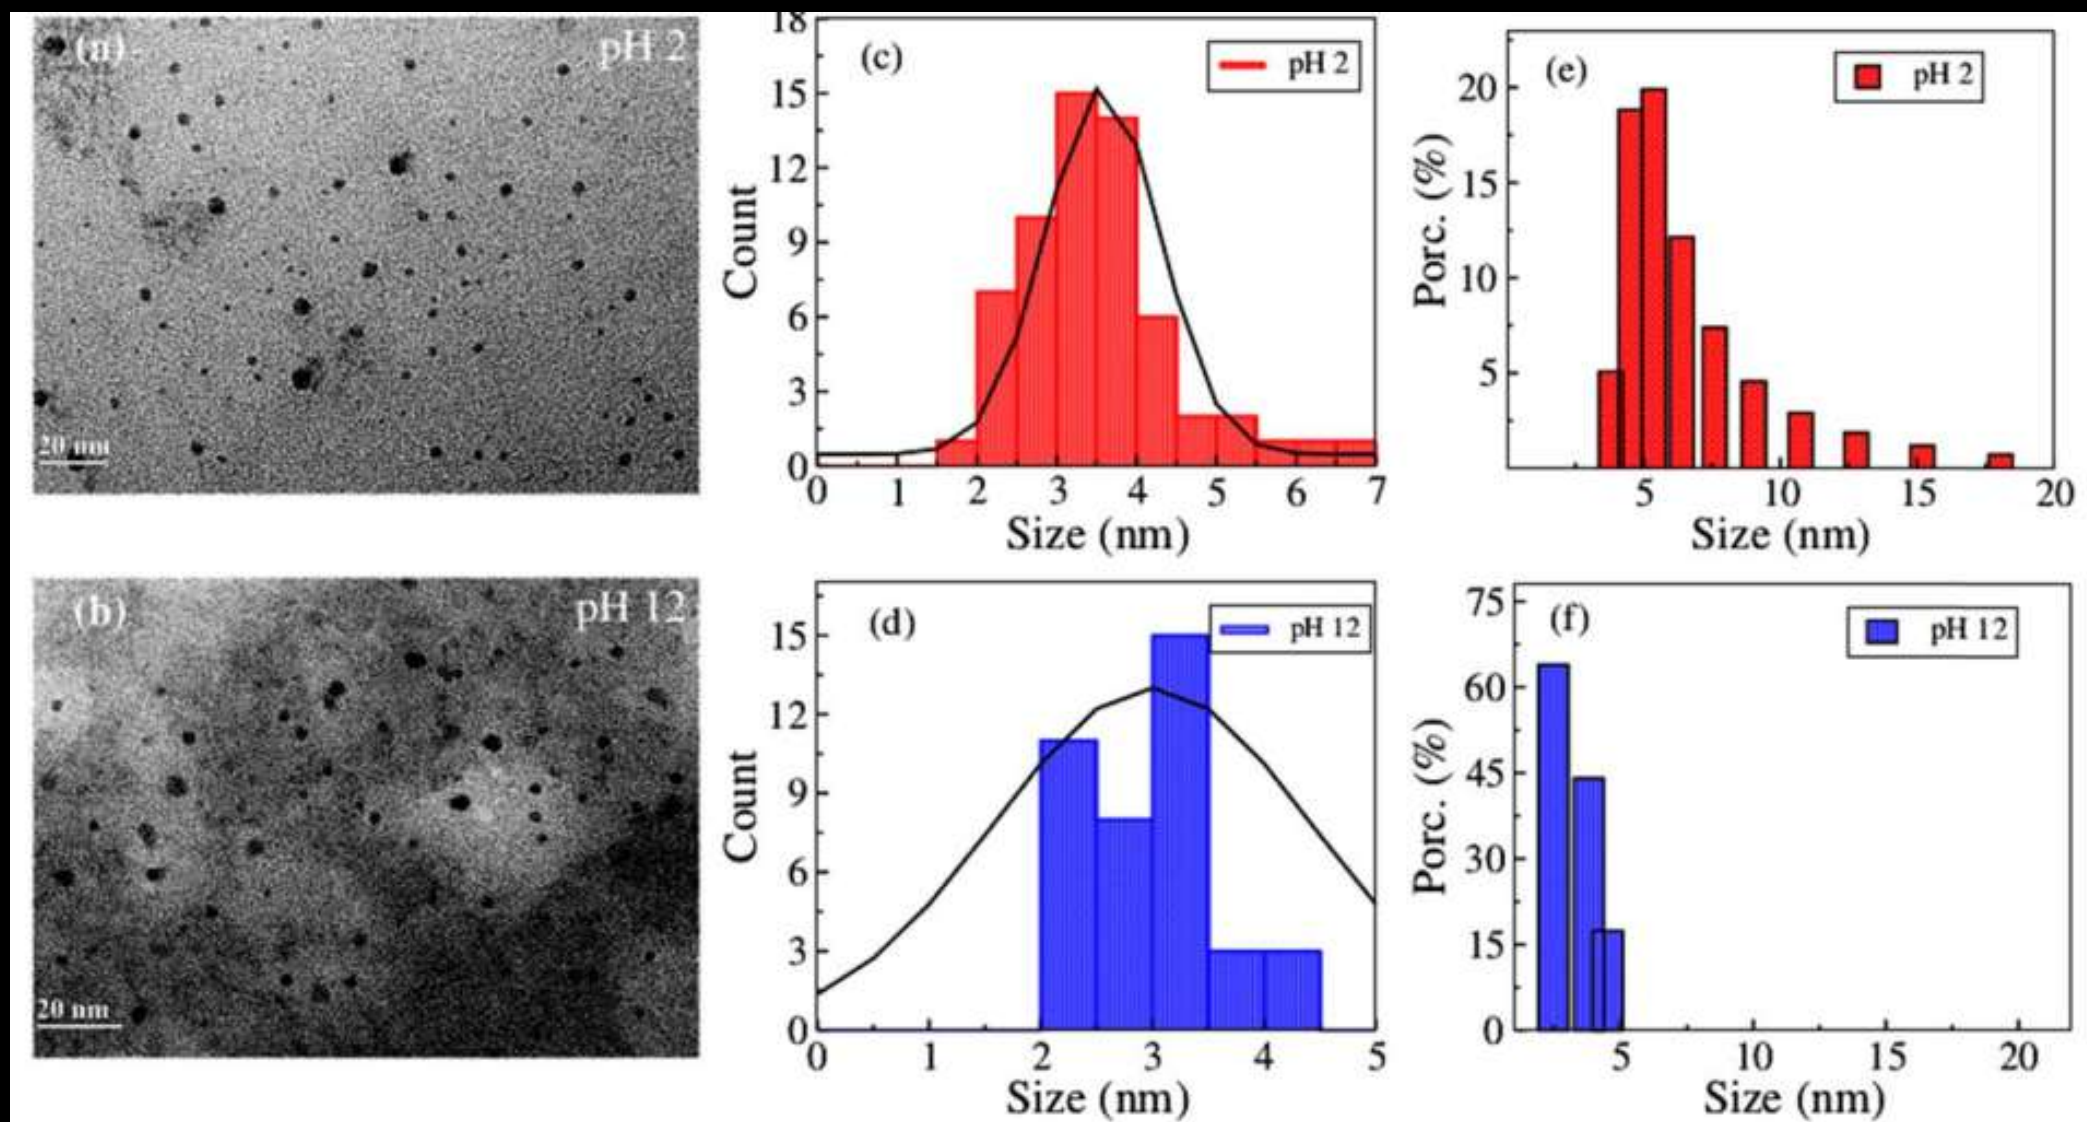 (a)
pH 2
20 nm
(c)
pH 2
18
15
12
9
6
3
0
Count
0 1 2 3 4 5 6 7
Size (nm)
(e)
pH 2
20
15
10
5
Porc. (%)
5 10 15 20
Size (nm)
(b)
pH 12
20 nm
(d)
pH 12
15
12
9
6
3
0
Count
0 1 2 3 4 5
Size (nm)
(f)
pH 12
75
60
45
30
15
0
Porc. (%)
5 10 15 20
Size (nm)